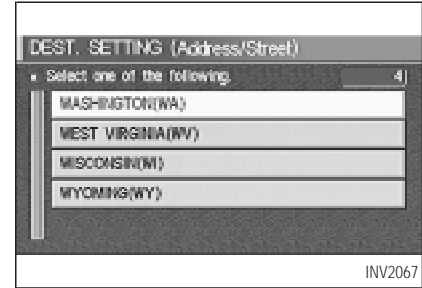 DEST. SETTING (Address/Street)
Select one of the following. 4
WASHINGTON(WA)
WEST VIRGINIA(WV)
WISCONSIN(WI)
WYOMING(WY)
INV2067